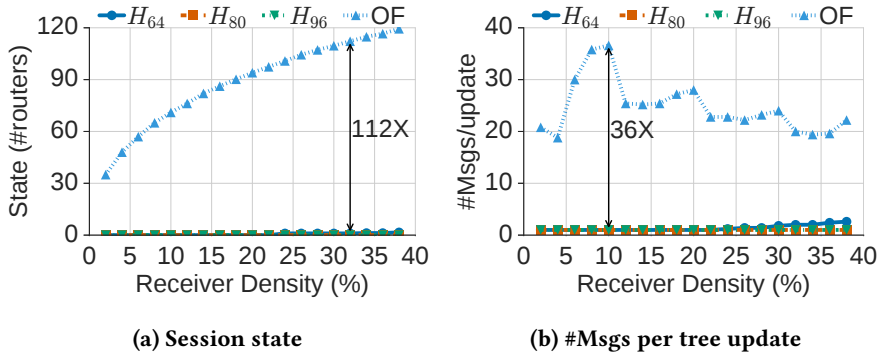 H64 H80 H96 OF
State (#routers)
120
90
60
30
0
112X
0 5 10 15 20 25 30 35 40
Receiver Density (%)
(a) Session state
H64 H80 H96 OF
#Msgs/update
40
30
20
10
0
36X
0 5 10 15 20 25 30 35 40
Receiver Density (%)
(b) #Msgs per tree update